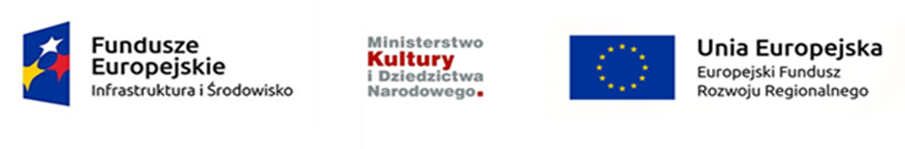 Fundusze
Europejskie
Infrastruktura i Środowisko
Ministerstwo
Kultury
i Dziedzictwa
Narodowego.
Unia Europejska
Europejski Fundusz
Rozwoju Regionalnego